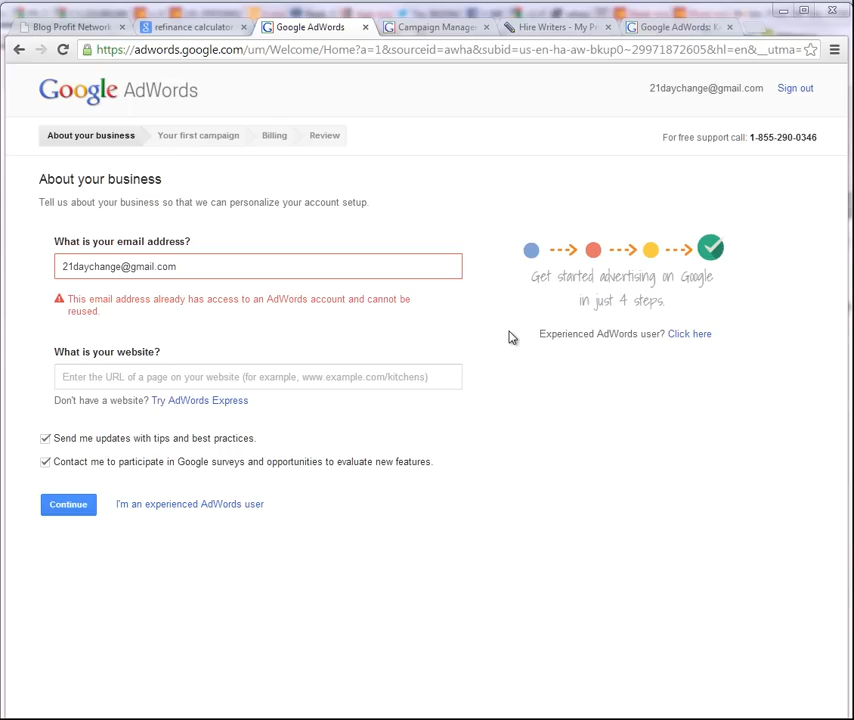 Blog Profit Network
refinance calculator
Google AdWords
Campaign Manage
Hire Writers - My P
Google AdWords: K
https://adwords.google.com/um/Welcome/Home?a=1&sourceid=awha&subid=us-en-ha-aw-bkup0~29971872605&hl=en&__utma=
Google AdWords
21daychange@gmail.com Sign out
About your business Your first campaign Billing Review
For free support call: 1-855-290-0346
About your business
Tell us about your business so that we can personalize your account setup.
What is your email address?
21daychange@gmail.com
This email address already has access to an AdWords account and cannot be
reused.
What is your website?
Enter the URL of a page on your website (for example, www.example.com/kitchens)
Don't have a website? Try AdWords Express
Send me updates with tips and best practices.
Contact me to participate in Google surveys and opportunities to evaluate new features.
Continue I'm an experienced AdWords user
Get started advertising on Google
in just 4 steps.
Experienced AdWords user? Click here